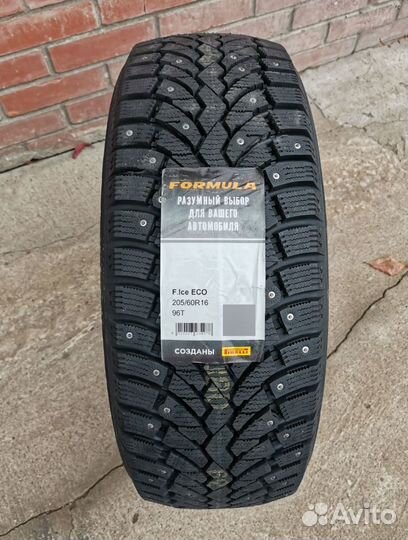 FORMULA
РАЗУМНЫЙ ВЫБОР
ДЛЯ ВАШЕГО
АВТОМОБИЛЯ
F.Ice ECO
205/60R16
96T
СОЗДАНЫ
PIRELLI
Avito